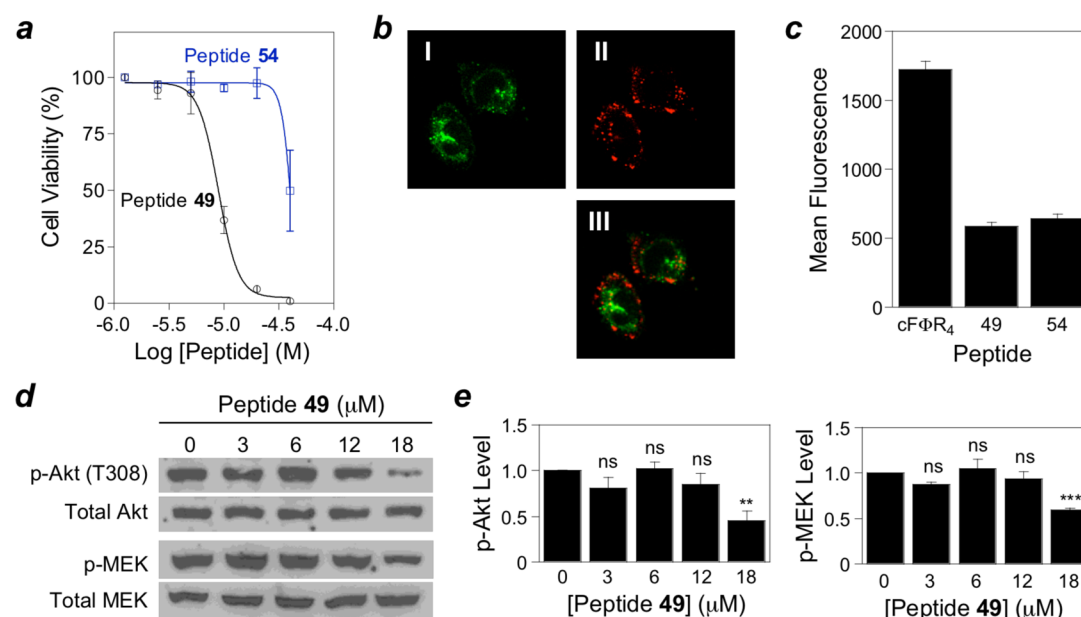 a
Peptide 54
Peptide 49
Cell Viability (%)
100
75
50
25
0
-6.0 -5.5 -5.0 -4.5 -4.0
Log [Peptide] (M)
b
I
II
III
c
Mean Fluorescence
2000
1500
1000
500
0
cFΦR4 49 54
Peptide
d
Peptide 49 (μM)
0 3 6 12 18
p-Akt (T308)
Total Akt
p-MEK
Total MEK
e
p-Akt Level
1.5
1.0
0.5
0
ns ns ns **
0 3 6 12 18
[Peptide 49] (μM)
p-MEK Level
1.5
1.0
0.5
0
ns ns ns ***
0 3 6 12 18
[Peptide 49] (μM)